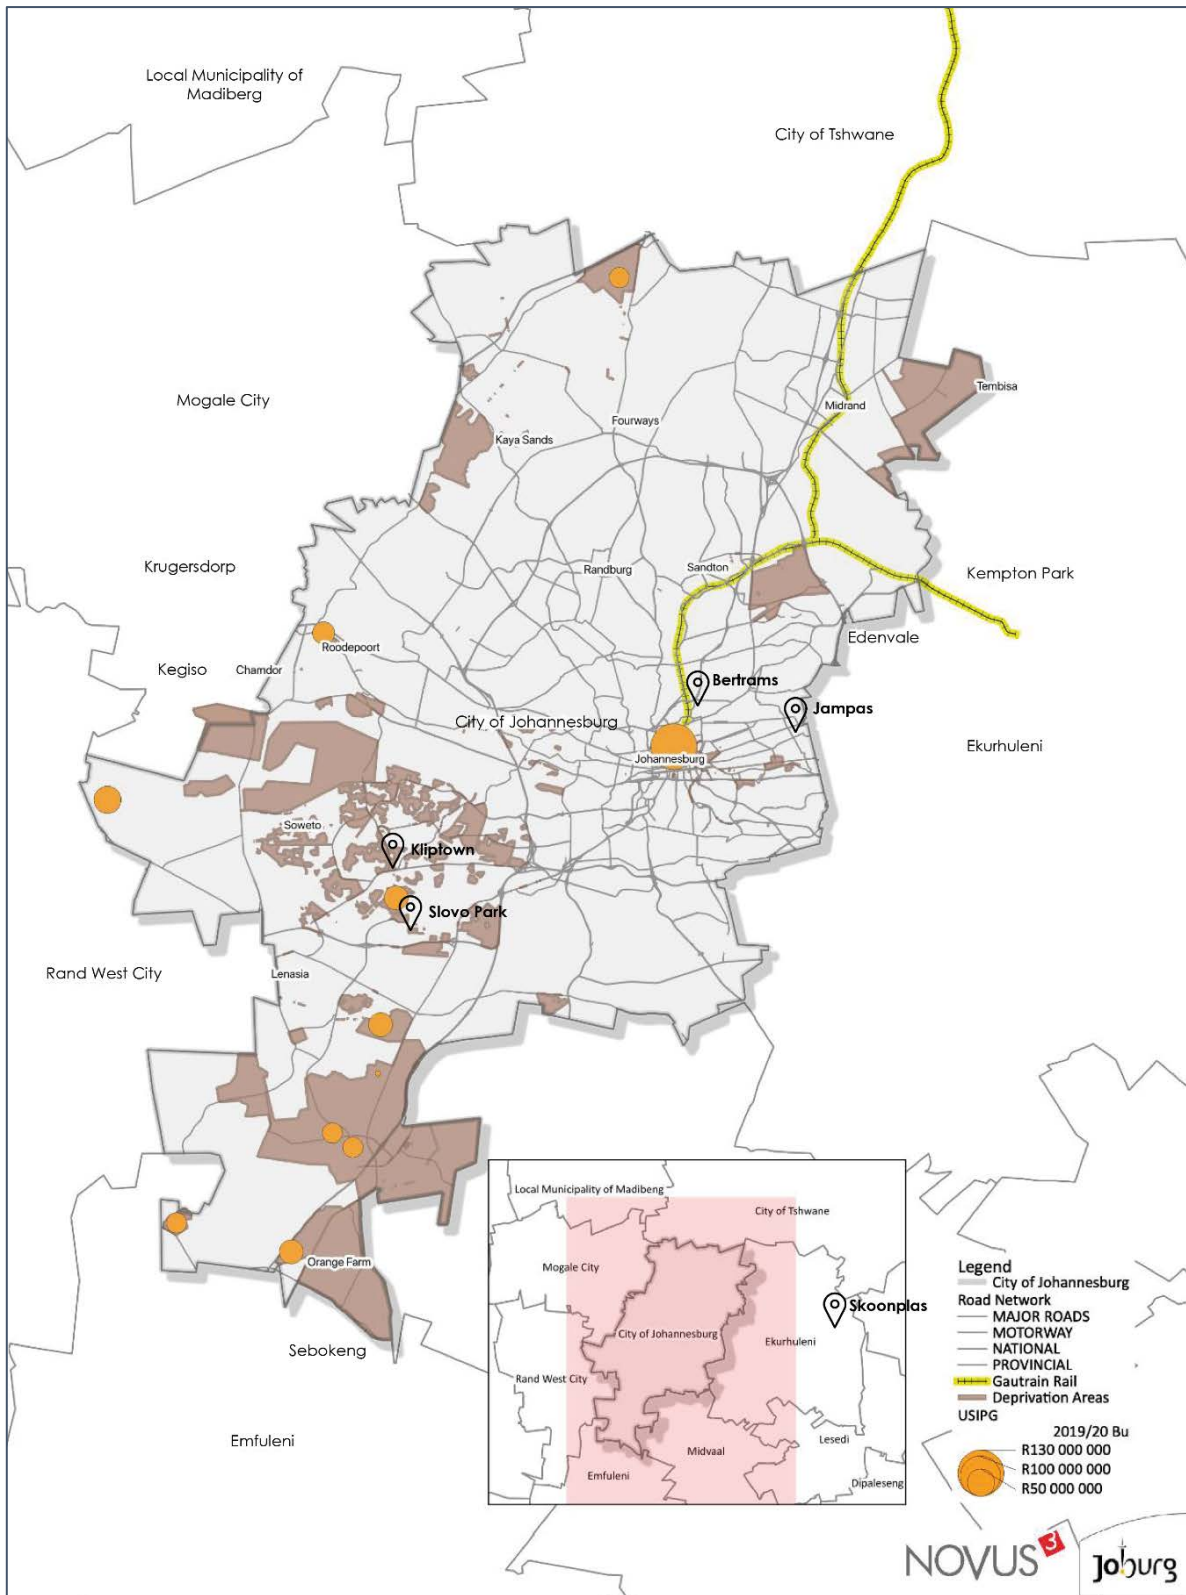 Local Municipality of
Madiberg
City of Tshwane
Mogale City
Tembisa
Midrand
Fourways
Kaya Sands
Krugersdorp
Randburg
Sandton
Kempton Park
Edenvale
Roodepoort
Kegiso
Chamdor
Bertrams
Jampas
City of Johannesburg
Ekurhuleni
Johannesburg
Soweto
Kliptown
Slovo Park
Rand West City
Lenasia
Orange Farm
Sebokeng
Emfuleni
Local Municipality of Madibeng
City of Tshwane
Mogale City
Skoonplas
City of Johannesburg
Ekurhuleni
Rand West City
Lesedi
Midvaal
Emfuleni
Dipaleseng
Legend
City of Johannesburg
Road Network
MAJOR ROADS
MOTORWAY
NATIONAL
PROVINCIAL
Gautrain Rail
Deprivation Areas
USIPG
2019/20 Bu
R130 000 000
R100 000 000
R50 000 000
NOVUS3
Joburg